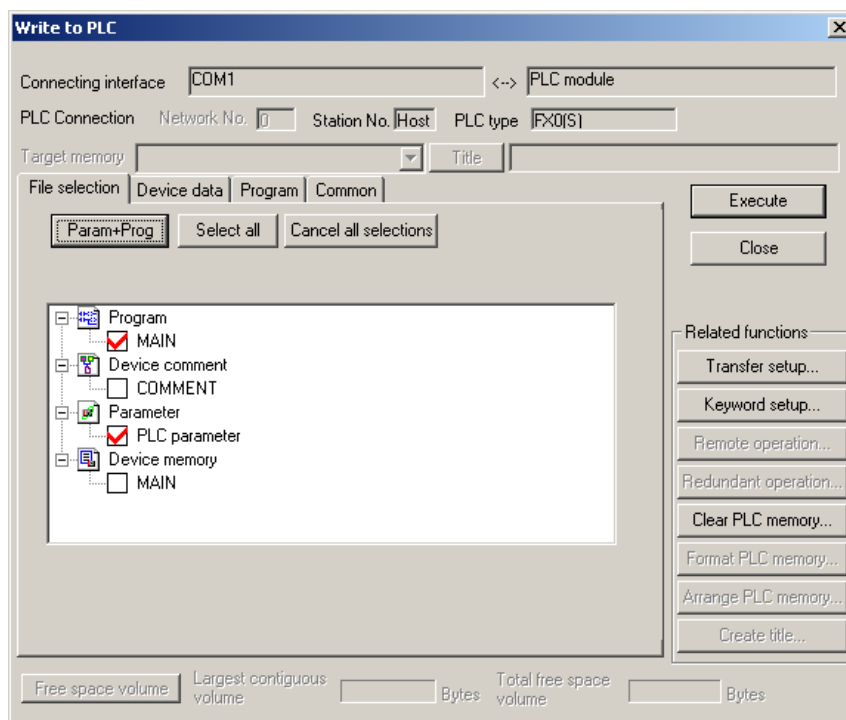 Write to PLC
Connecting interface COM1 <--> PLC module
PLC Connection Network No. 0 Station No. Host PLC type FX0(S)
Target memory Title
File selection Device data Program Common
Execute
Param+Prog Select all Cancel all selections
Close
Program
MAIN
Device comment
COMMENT
Parameter
PLC parameter
Device memory
MAIN
Related functions
Transfer setup...
Keyword setup...
Remote operation...
Redundant operation...
Clear PLC memory...
Format PLC memory...
Arrange PLC memory...
Create title...
Free space volume
Largest contiguous
volume
Bytes
Total free space
volume
Bytes